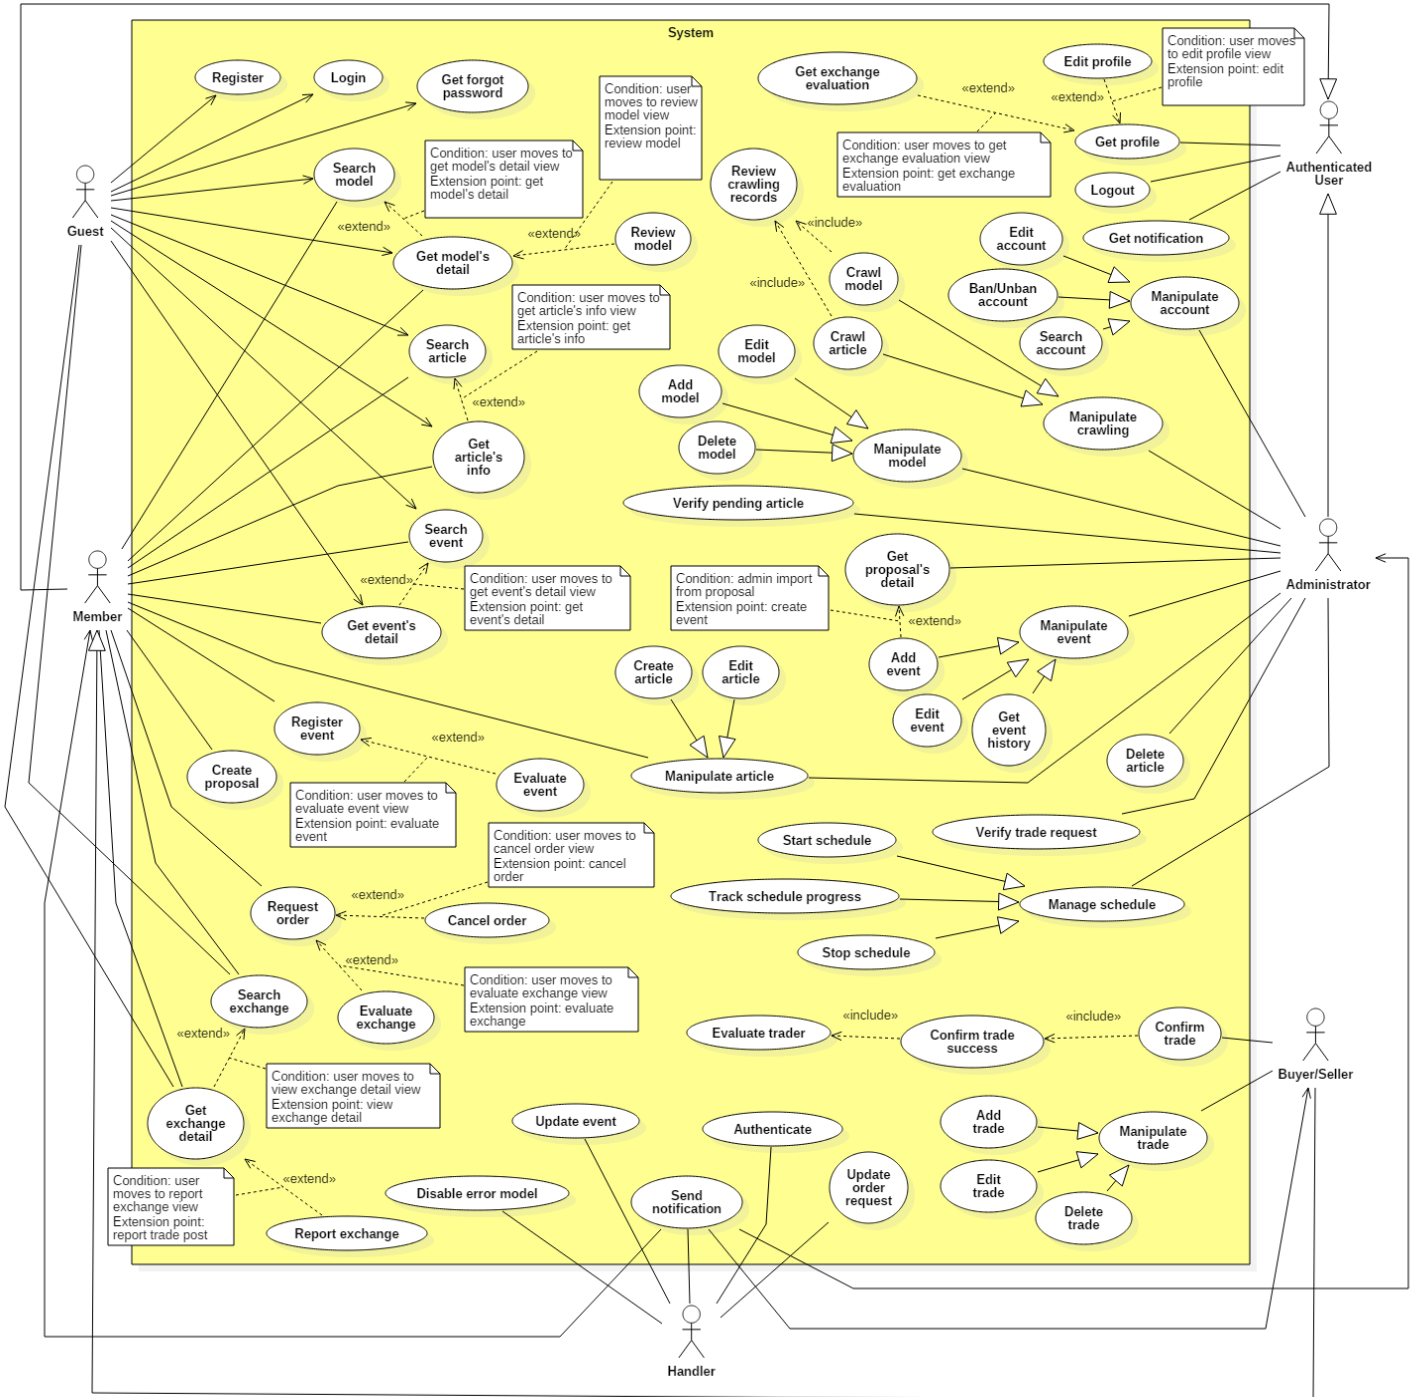 System
Register
Login
Get forgot
password
Condition: user
moves to review
model view
Extension point:
review model
Get exchange
evaluation
«extend»
Edit profile
«extend»
Condition: user moves
to edit profile view
Extension point: edit
profile
Get profile
Authenticated
User
Logout
Get notification
Condition: user moves to get
exchange evaluation view
Extension point: get exchange
evaluation
Guest
Search
model
Condition: user moves to
get model's detail view
Extension point: get
model's detail
«extend»
Get model's
detail
«extend»
Review
model
Review
crawling
records
«include»
«include»
Crawl
model
Crawl
article
Edit
account
Ban/Unban
account
Search
account
Manipulate
account
Condition: user moves to
get article's info view
Extension point: get
article's info
Search
article
«extend»
Get
article's
info
Edit
model
Add
model
Delete
model
Manipulate
model
Manipulate
crawling
Verify pending article
Search
event
«extend»
Condition: user moves to
get event's detail view
Extension point: get
event's detail
Get event's
detail
Member
Condition: admin import
from proposal
Extension point: create
event
Get
proposal's
detail
«extend»
Add
event
Edit
event
Get
event
history
Manipulate
event
Administrator
Create
article
Edit
article
Manipulate article
Delete
article
Register
event
«extend»
Create
proposal
Evaluate
event
Condition: user moves to
evaluate event view
Extension point: evaluate
event
Condition: user moves to
cancel order view
Extension point: cancel
order
Verify trade request
Start schedule
Track schedule progress
Stop schedule
Manage schedule
Request
order
«extend»
Cancel order
«extend»
Evaluate
exchange
Condition: user moves to
evaluate exchange view
Extension point: evaluate
exchange
Search
exchange
«extend»
Condition: user moves to
view exchange detail view
Extension point: view
exchange detail
Get
exchange
detail
Evaluate trader
«include»
Confirm trade
success
«include»
Confirm
trade
Buyer/Seller
Add
trade
Edit
trade
Delete
trade
Manipulate
trade
Condition: user
moves to report
exchange view
Extension point:
report trade post
«extend»
Report exchange
Update event
Authenticate
Disable error model
Send
notification
Update
order
request
Handler